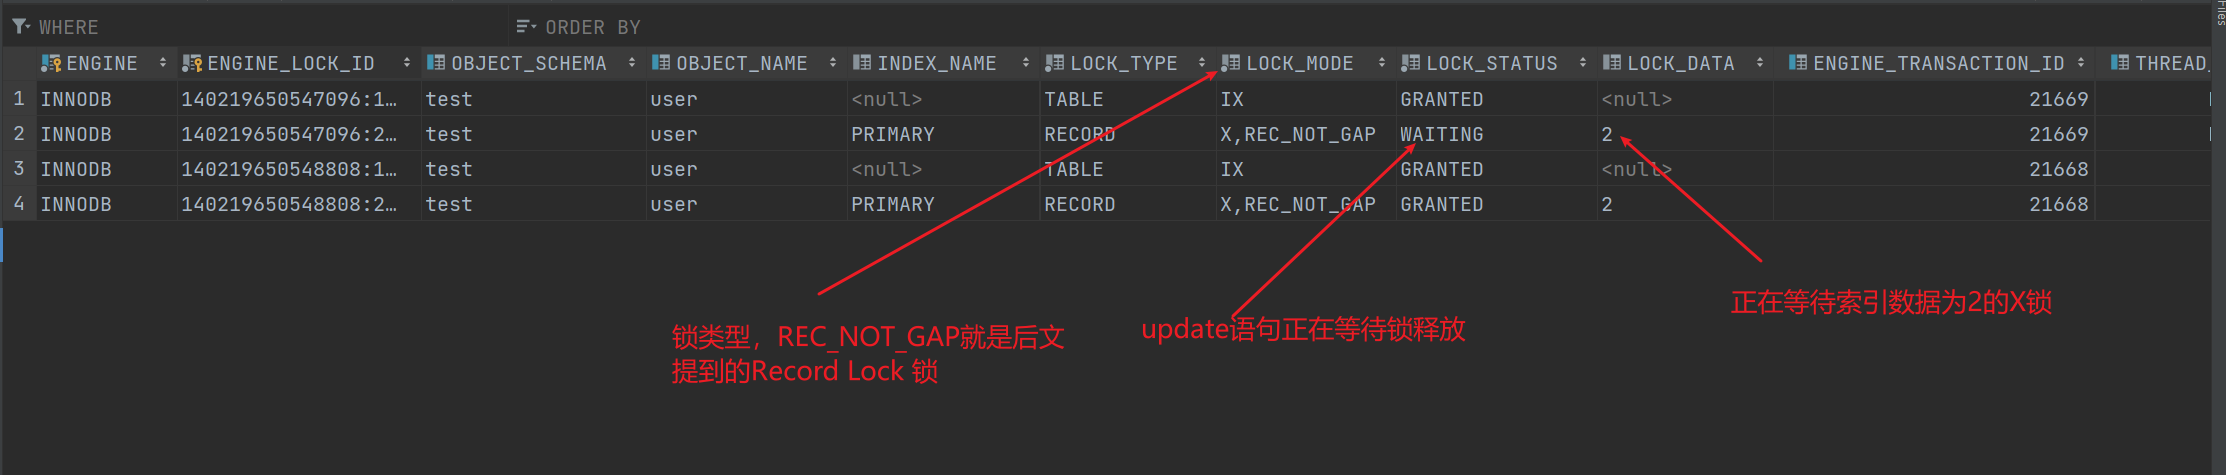 WHERE ORDER BY
ENGINE ENGINE_LOCK_ID OBJECT_SCHEMA OBJECT_NAME INDEX_NAME LOCK_TYPE LOCK_MODE LOCK_STATUS LOCK_DATA ENGINE_TRANSACTION_ID THREAD_
1 INNODB 140219650547096:1… test user <null> TABLE IX GRANTED <null> 21669
2 INNODB 140219650547096:2… test user PRIMARY RECORD X,REC_NOT_GAP WAITING 2 21669
3 INNODB 140219650548808:1… test user <null> TABLE IX GRANTED <null> 21668
4 INNODB 140219650548808:2… test user PRIMARY RECORD X,REC_NOT_GAP GRANTED 2 21668
锁类型，REC_NOT_GAP就是后文
提到的Record Lock 锁
update语句正在等待锁释放
正在等待索引数据为2的X锁
Files